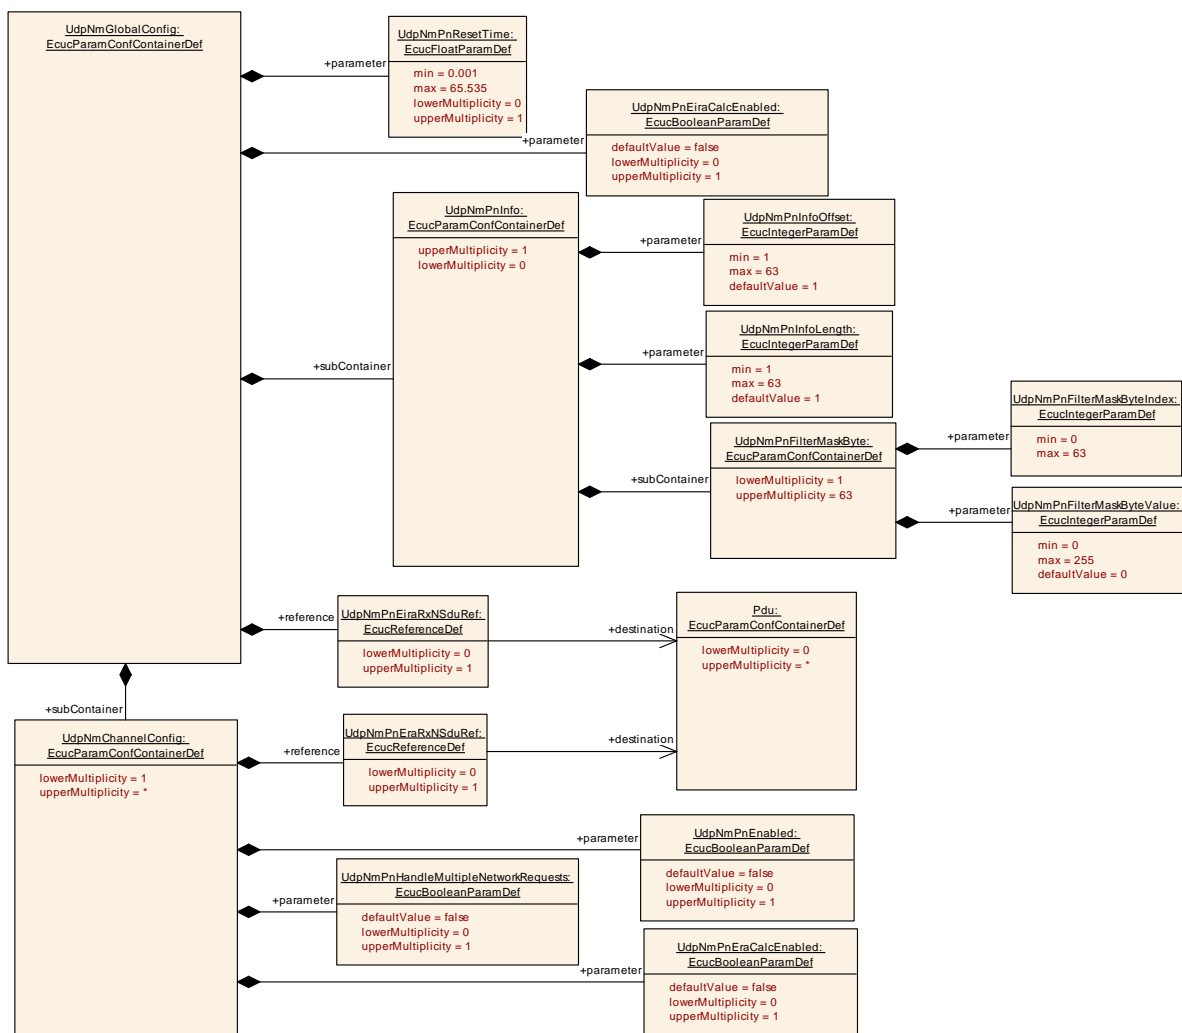 UdpNmGlobalConfig:
EcucParamConfContainerDef
UdpNmPnResetTime:
EcucFloatParamDef
+parameter
min = 0.001
max = 65.535
lowerMultiplicity = 0
upperMultiplicity = 1
UdpNmPnEiraCalcEnabled:
EcucBooleanParamDef
+parameter
defaultValue = false
lowerMultiplicity = 0
upperMultiplicity = 1
UdpNmPnInfo:
EcucParamConfContainerDef
upperMultiplicity = 1
lowerMultiplicity = 0
+subContainer
UdpNmPnInfoOffset:
EcucIntegerParamDef
+parameter
min = 1
max = 63
defaultValue = 1
UdpNmPnInfoLength:
EcucIntegerParamDef
+parameter
min = 1
max = 63
defaultValue = 1
UdpNmPnFilterMaskByte:
EcucParamConfContainerDef
+subContainer
lowerMultiplicity = 1
upperMultiplicity = 63
UdpNmPnFilterMaskByteIndex:
EcucIntegerParamDef
+parameter
min = 0
max = 63
UdpNmPnFilterMaskByteValue:
EcucIntegerParamDef
+parameter
min = 0
max = 255
defaultValue = 0
+reference
UdpNmPnEiraRxNSduRef:
EcucReferenceDef
lowerMultiplicity = 0
upperMultiplicity = 1
+destination
Pdu:
EcucParamConfContainerDef
lowerMultiplicity = 0
upperMultiplicity = *
+subContainer
UdpNmChannelConfig:
EcucParamConfContainerDef
lowerMultiplicity = 1
upperMultiplicity = *
+reference
UdpNmPnEraRxNSduRef:
EcucReferenceDef
lowerMultiplicity = 0
upperMultiplicity = 1
+destination
+parameter
UdpNmPnEnabled:
EcucBooleanParamDef
defaultValue = false
lowerMultiplicity = 0
upperMultiplicity = 1
+parameter
UdpNmPnHandleMultipleNetworkRequests:
EcucBooleanParamDef
defaultValue = false
lowerMultiplicity = 0
upperMultiplicity = 1
+parameter
UdpNmPnEraCalcEnabled:
EcucBooleanParamDef
defaultValue = false
lowerMultiplicity = 0
upperMultiplicity = 1